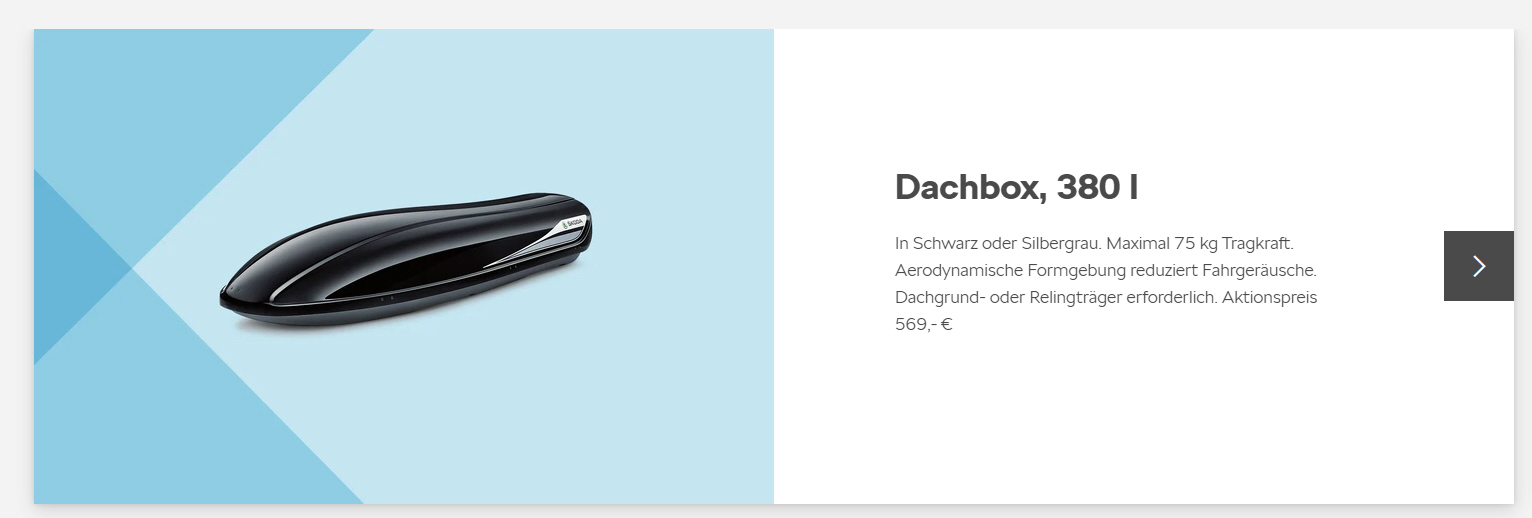 Dachbox, 380 l
In Schwarz oder Silbergrau. Maximal 75 kg Tragkraft.
Aerodynamische Formgebung reduziert Fahrgeräusche.
Dachgrund- oder Relingträger erforderlich. Aktionspreis
569,- €
ŠKODA